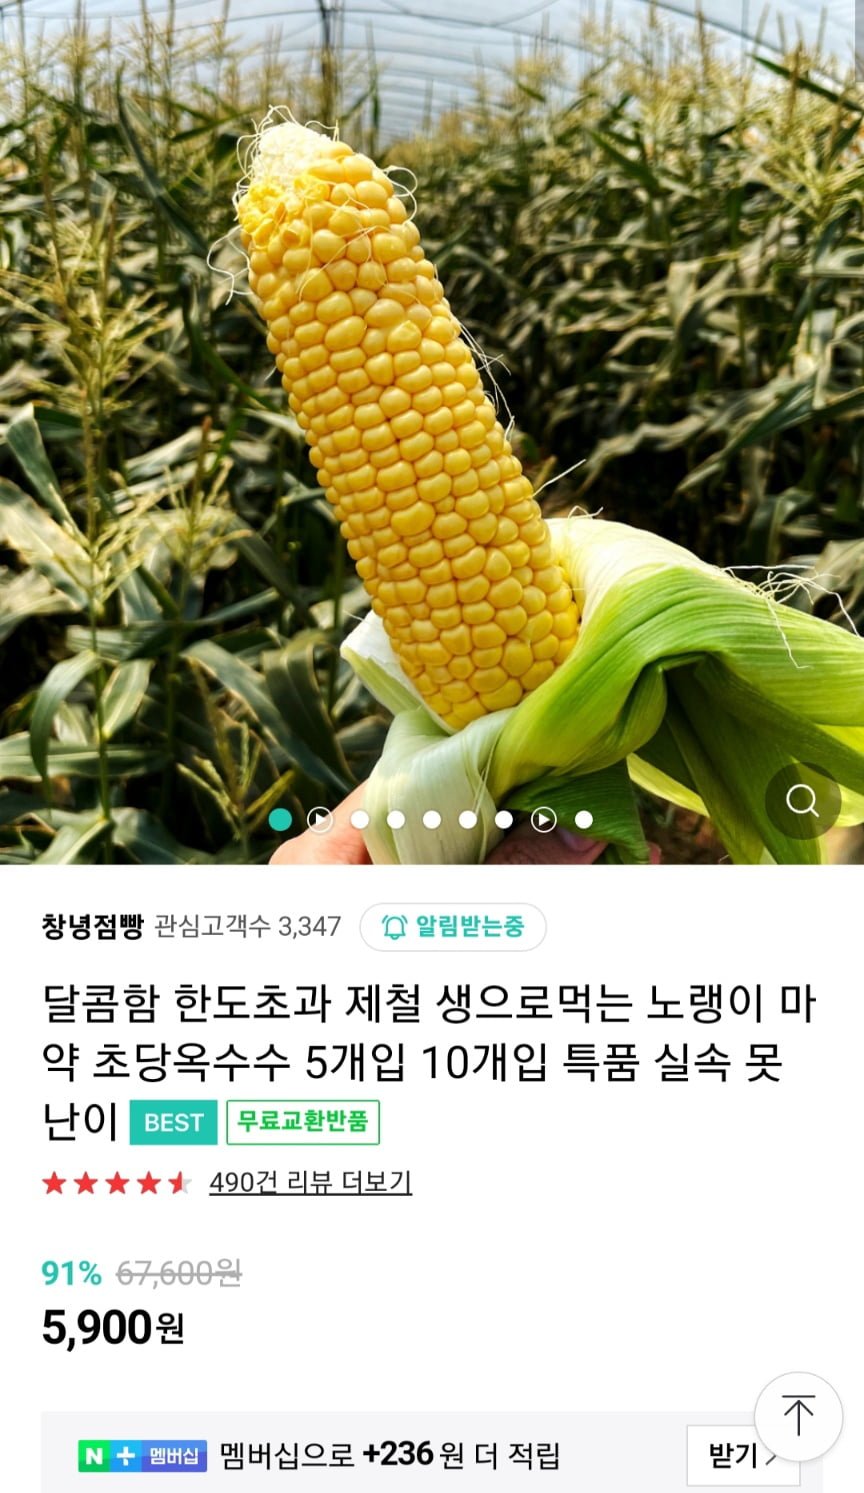 창녕점빵 관심고객수 3,347 알림받는중
달콤함 한도초과 제철 생으로먹는 노랭이 마
약 초당옥수수 5개입 10개입 특품 실속 못
난이 BEST 무료교환반품
490건 리뷰 더보기
91% 67,600원
5,900원
N + 멤버십 멤버십으로 +236원 더 적립 받기